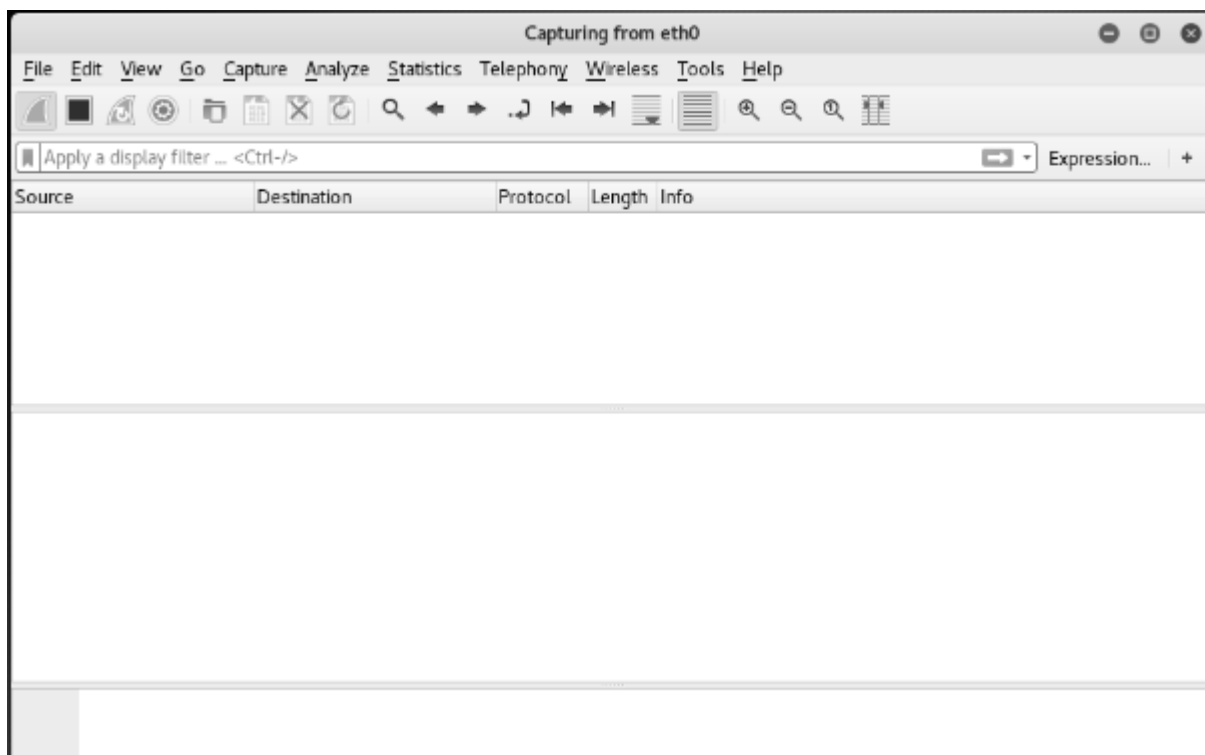 Capturing from eth0
File Edit View Go Capture Analyze Statistics Telephony Wireless Tools Help
Apply a display filter ... <Ctrl-/> Expression... +
Source Destination Protocol Length Info